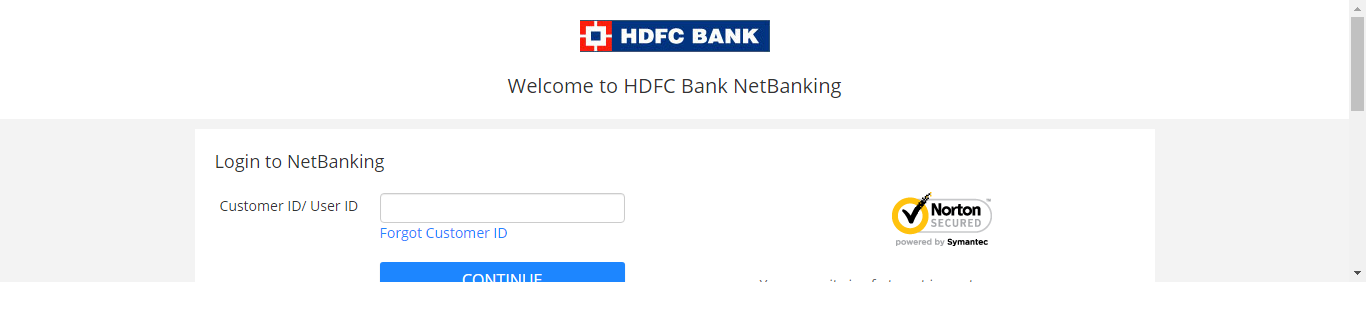 HDFC BANK
Welcome to HDFC Bank NetBanking
Login to NetBanking
Customer ID/ User ID
Forgot Customer ID
CONTINUE
Norton
SECURED
powered by Symantec